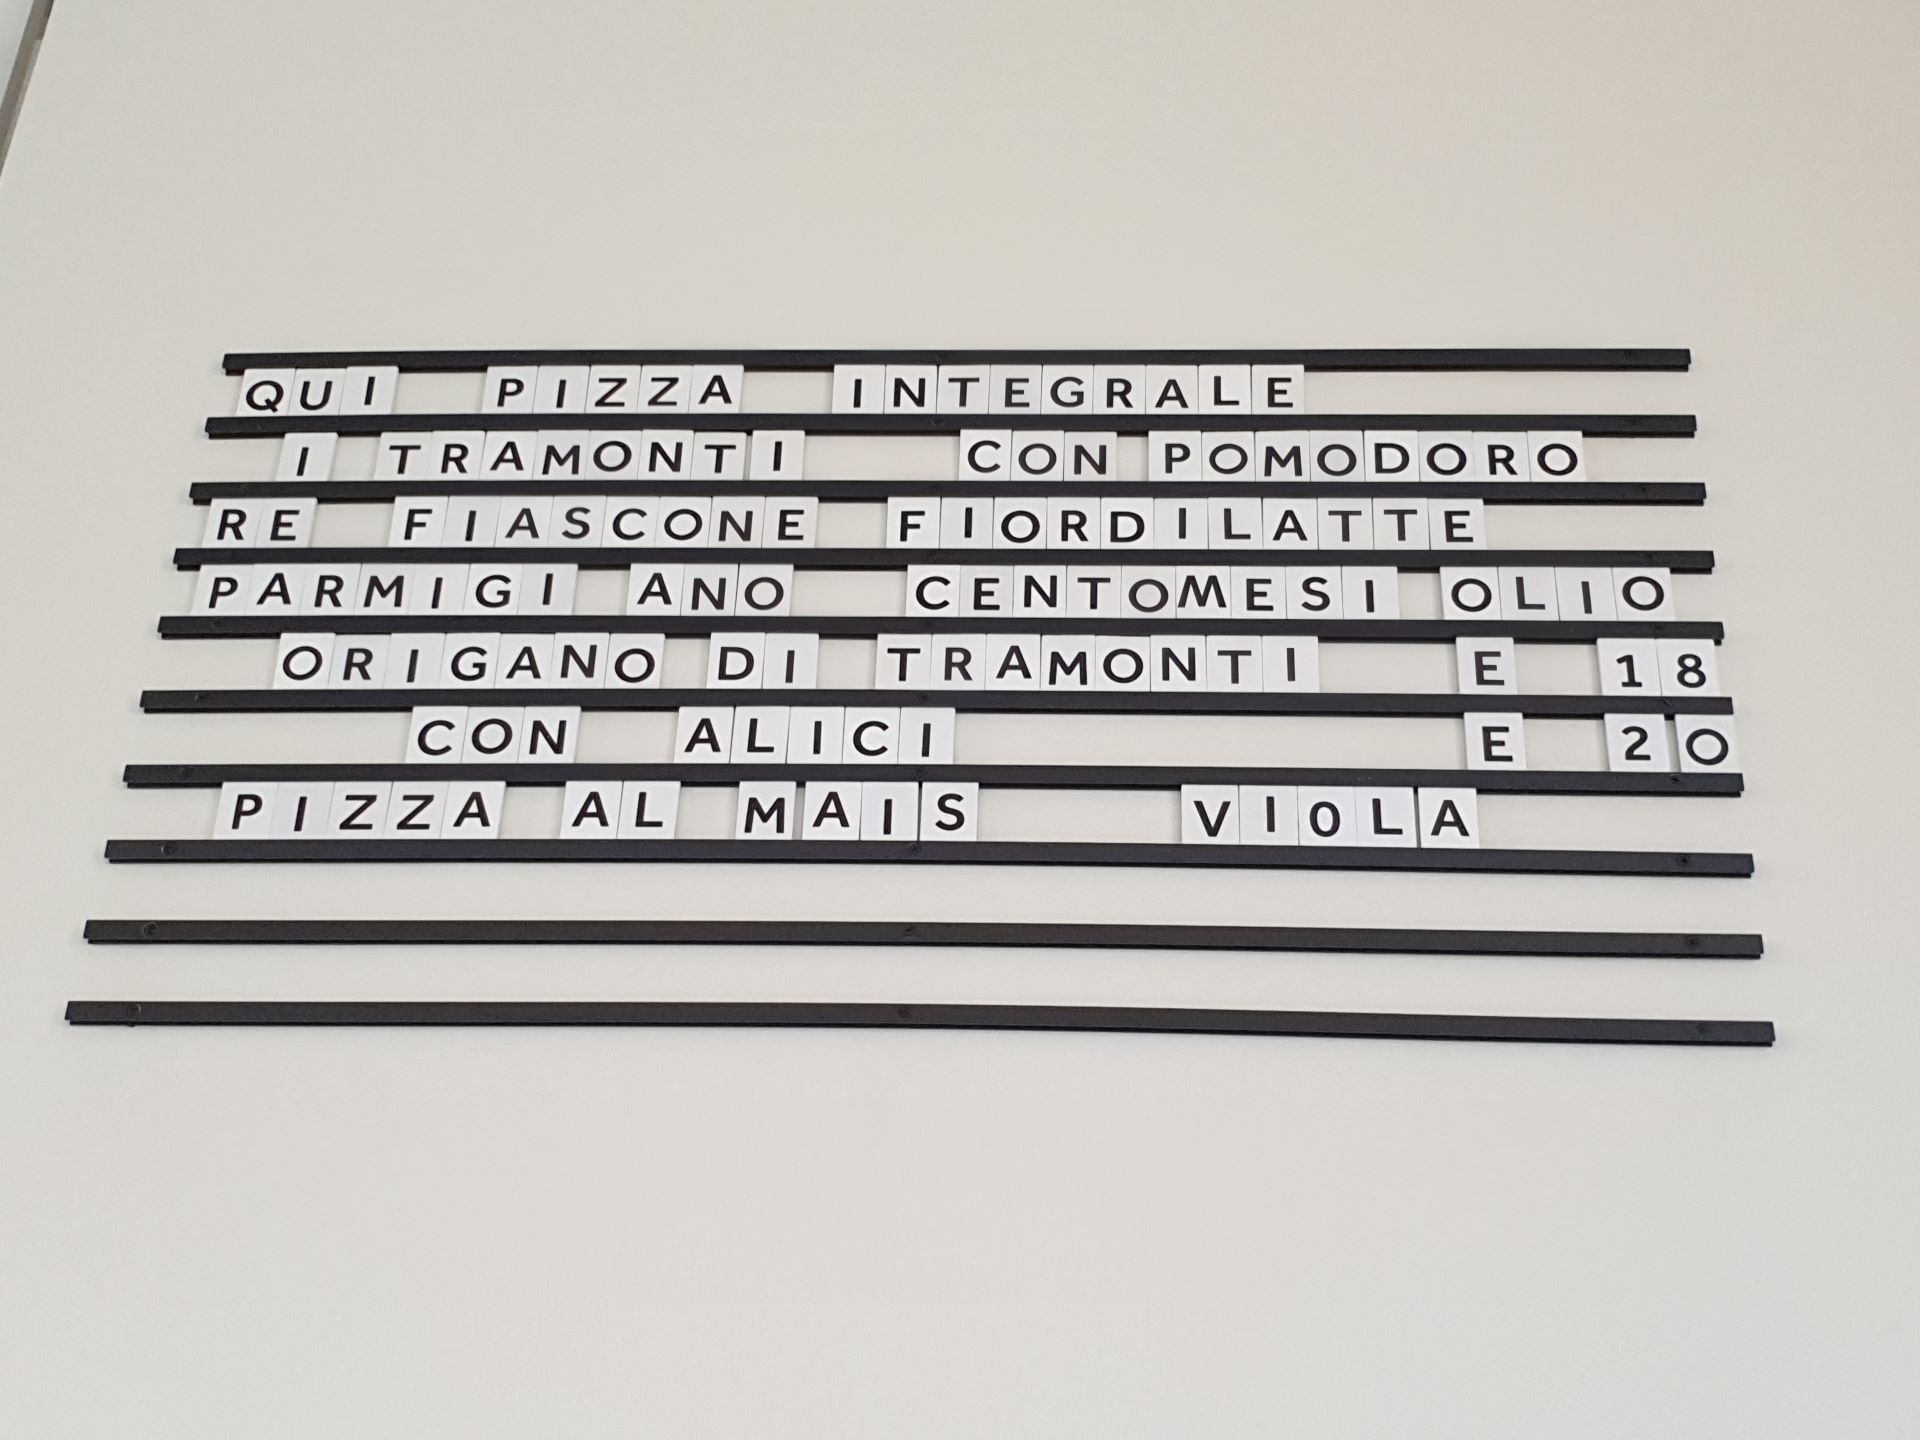 QUI PIZZA INTEGRALE
I TRAMONTI CON POMODORO
RE FIASCONE FIORDILATTE
PARMIGI ANO CENTOMESI OLIO
ORIGANO DI TRAMONTI E 18
CON ALICI E 20
PIZZA AL MAIS VIOLA